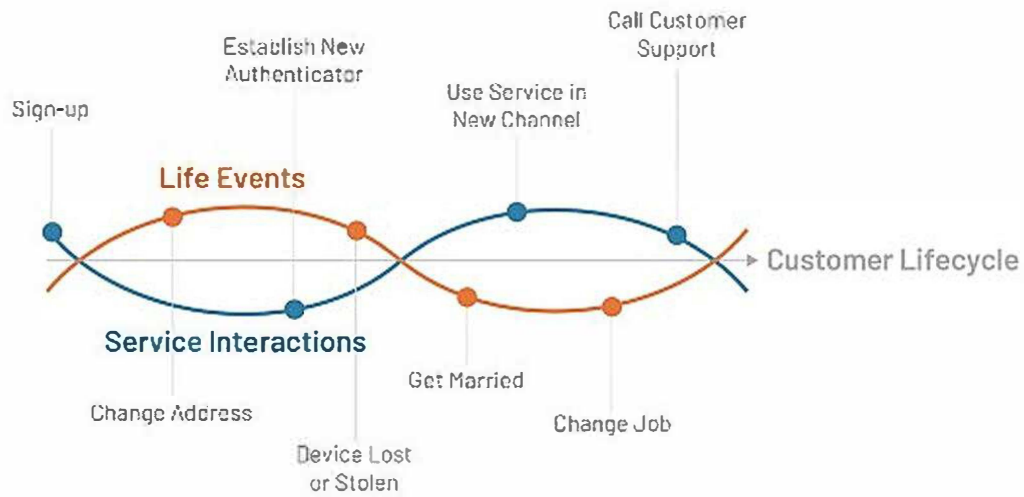 Call Customer
Support
Establish New
Authenticator
Use Service in
New Channel
Sign-up
Life Events
Customer Lifecycle
Service Interactions
Get Married
Change Address
Change Job
Device Lost
or Stolen